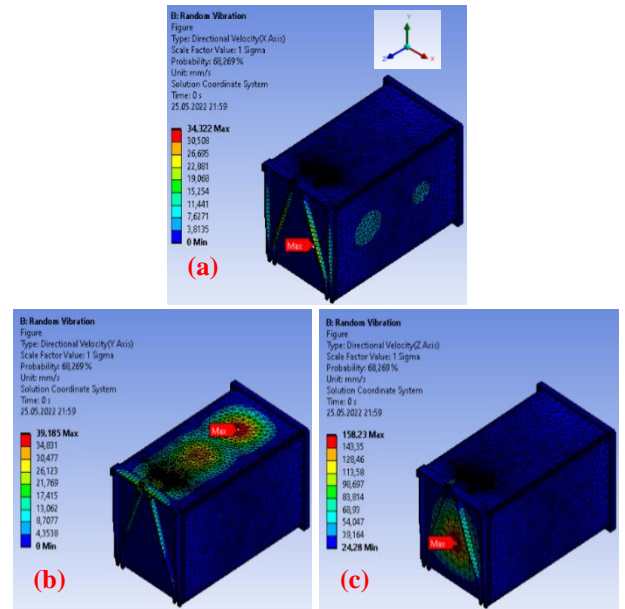 B: Random Vibration
Figure
Type: Directional Velocity(X Axis)
Scale Factor Value: 1 Sigma
Probability: 68,269 %
Unit: mm/s
Solution Coordinate System
Time: 0 s
25.05.2022 21:59
34,322 Max
30,508
26,695
22,881
19,068
15,254
11,441
7,6271
3,8135
0 Min
Y
Z
X
Max
(a)
B: Random Vibration
Figure
Type: Directional Velocity(Y Axis)
Scale Factor Value: 1 Sigma
Probability: 68,269 %
Unit: mm/s
Solution Coordinate System
Time: 0 s
25.05.2022 21:59
39,185 Max
34,831
30,477
26,123
21,769
17,415
13,062
8,7077
4,3538
0 Min
Max
(b)
B: Random Vibration
Figure
Type: Directional Velocity(Z Axis)
Scale Factor Value: 1 Sigma
Probability: 68,269 %
Unit: mm/s
Solution Coordinate System
Time: 0 s
25.05.2022 21:59
158,23 Max
143,35
128,46
113,58
98,697
83,814
68,93
54,047
39,164
24,28 Min
Max
(c)